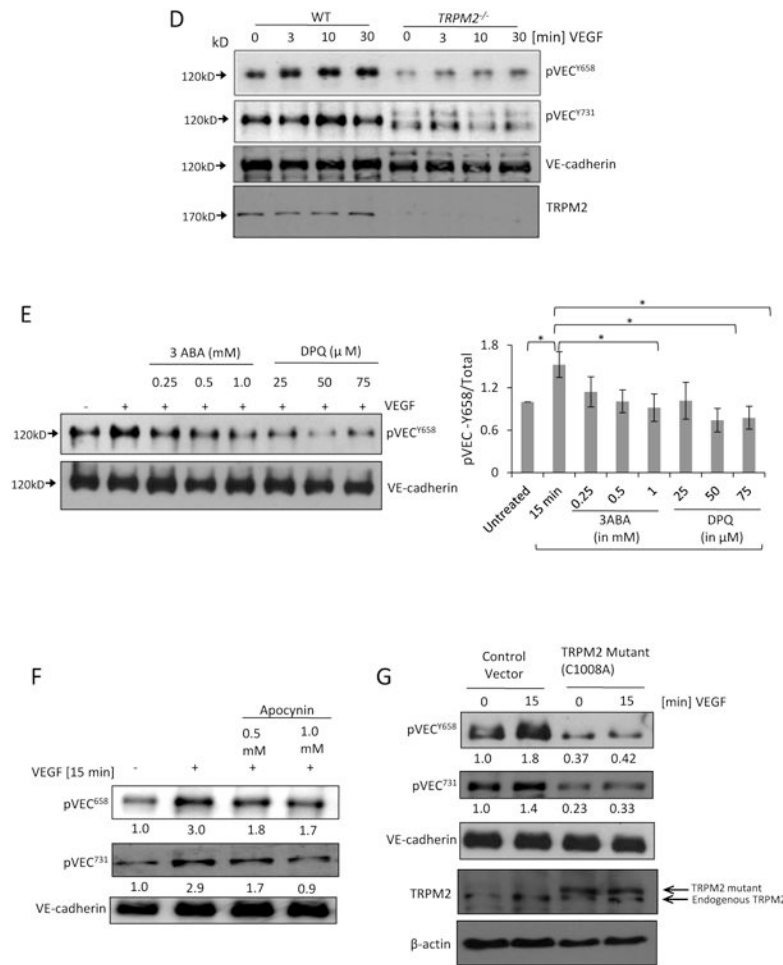 D
WT TRPM2-/-
kD 0 3 10 30 0 3 10 30 [min] VEGF
120kD pVECY658
120kD pVECY731
120kD VE-cadherin
170kD TRPM2
E
3 ABA (mM) DPQ (μ M)
0.25 0.5 1.0 25 50 75
- + + + + + + + VEGF
120kD pVECY658
120kD VE-cadherin
pVEC -Y658/Total
1.8
1.2
0.6
0
* * * *
Untreated 15 min 0.25 0.5 1 25 50 75
3ABA DPQ
(in mM) (in μM)
F
Apocynin
0.5 1.0
mM mM
VEGF [15 min] - + + +
pVEC658
1.0 3.0 1.8 1.7
pVEC731
1.0 2.9 1.7 0.9
VE-cadherin
G
Control TRPM2 Mutant
Vector (C1008A)
0 15 0 15 [min] VEGF
pVECY658
1.0 1.8 0.37 0.42
pVEC731
1.0 1.4 0.23 0.33
VE-cadherin
TRPM2 TRPM2 mutant
Endogenous TRPM2
β-actin